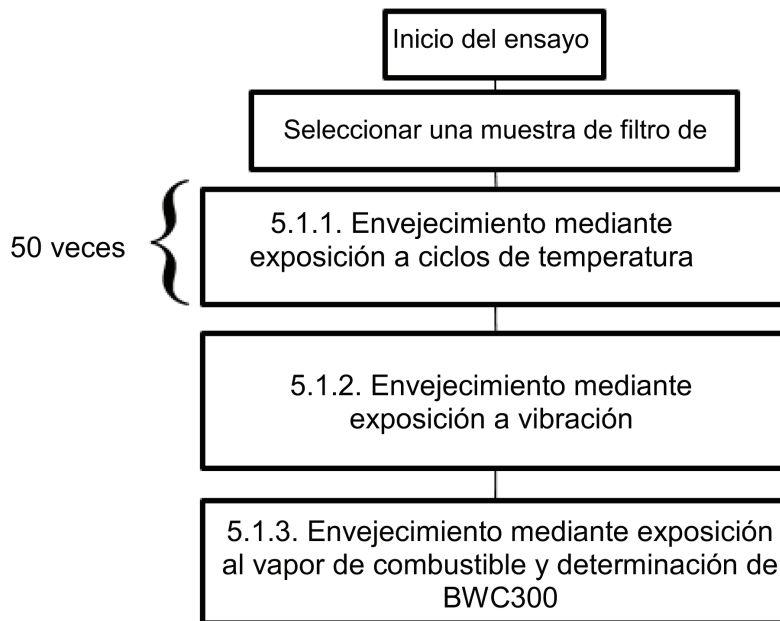 Inicio del ensayo
Seleccionar una muestra de filtro de
50 veces
5.1.1. Envejecimiento mediante
exposición a ciclos de temperatura
5.1.2. Envejecimiento mediante
exposición a vibración
5.1.3. Envejecimiento mediante exposición
al vapor de combustible y determinación de
BWC300